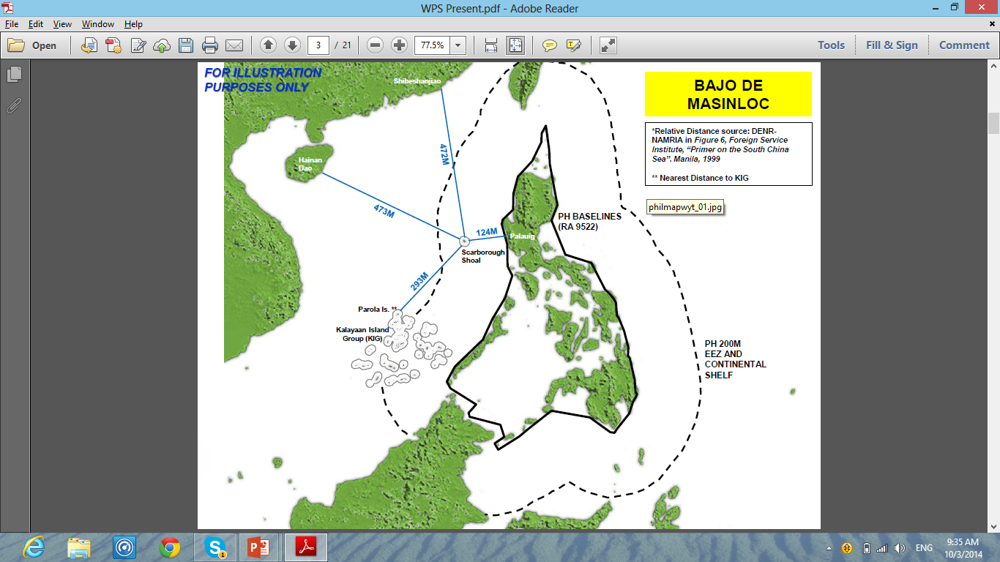 WPS Present.pdf - Adobe Reader
File Edit View Window Help
Open
3 / 21
77.5%
Tools Fill & Sign Comment
FOR ILLUSTRATION
PURPOSES ONLY
Shibeshanjiao
BAJO DE
MASINLOC
*Relative Distance source: DENR-
NAMRIA in Figure 6, Foreign Service
Institute, “Primer on the South China
Sea”. Manila, 1999
** Nearest Distance to KIG
philmapwyt_01.jpg
Hainan
Dao
472M
473M
124M
Palauig
PH BASELINES
(RA 9522)
Scarborough
Shoal
293M
Parola Is. **
Kalayaan Island
Group (KIG)
PH 200M
EEZ AND
CONTINENTAL
SHELF
1
ENG
9:35 AM
10/3/2014